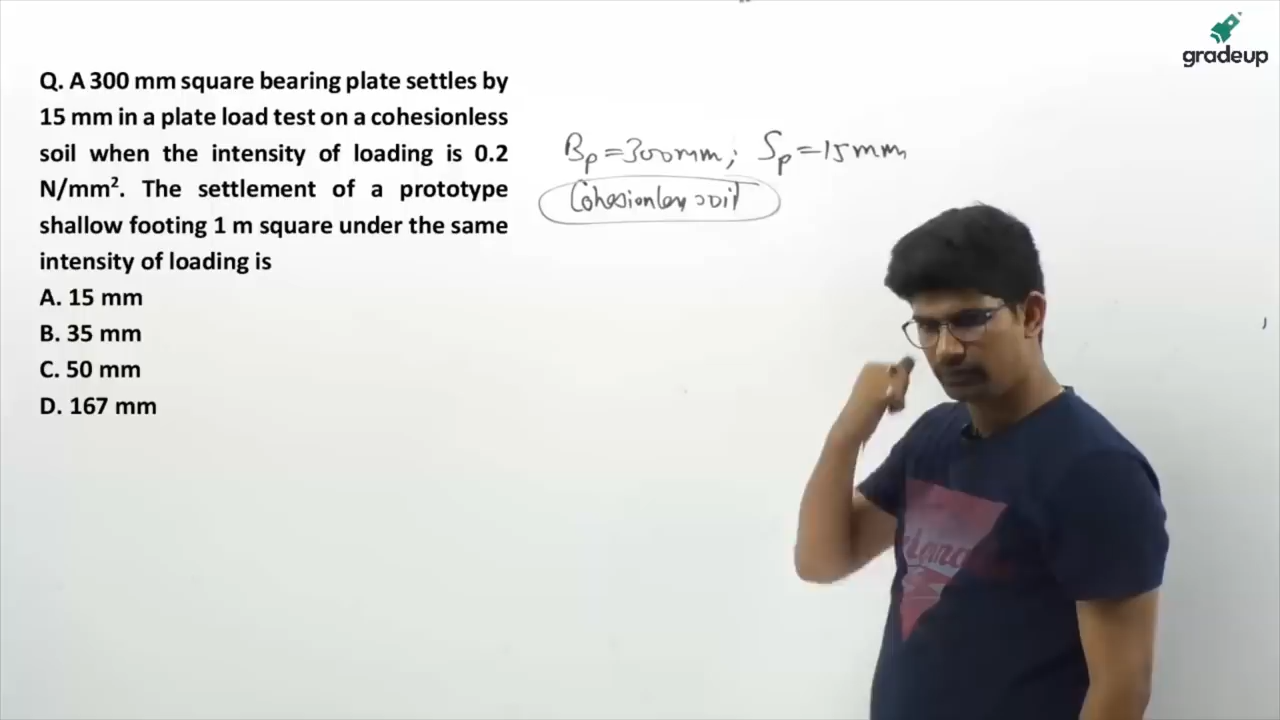 gradeup
Q. A 300 mm square bearing plate settles by
15 mm in a plate load test on a cohesionless
soil when the intensity of loading is 0.2
N/mm². The settlement of a prototype
shallow footing 1 m square under the same
intensity of loading is
A. 15 mm
B. 35 mm
C. 50 mm
D. 167 mm
Bp = 300mm; Sp = 15mm
Cohesionless soil